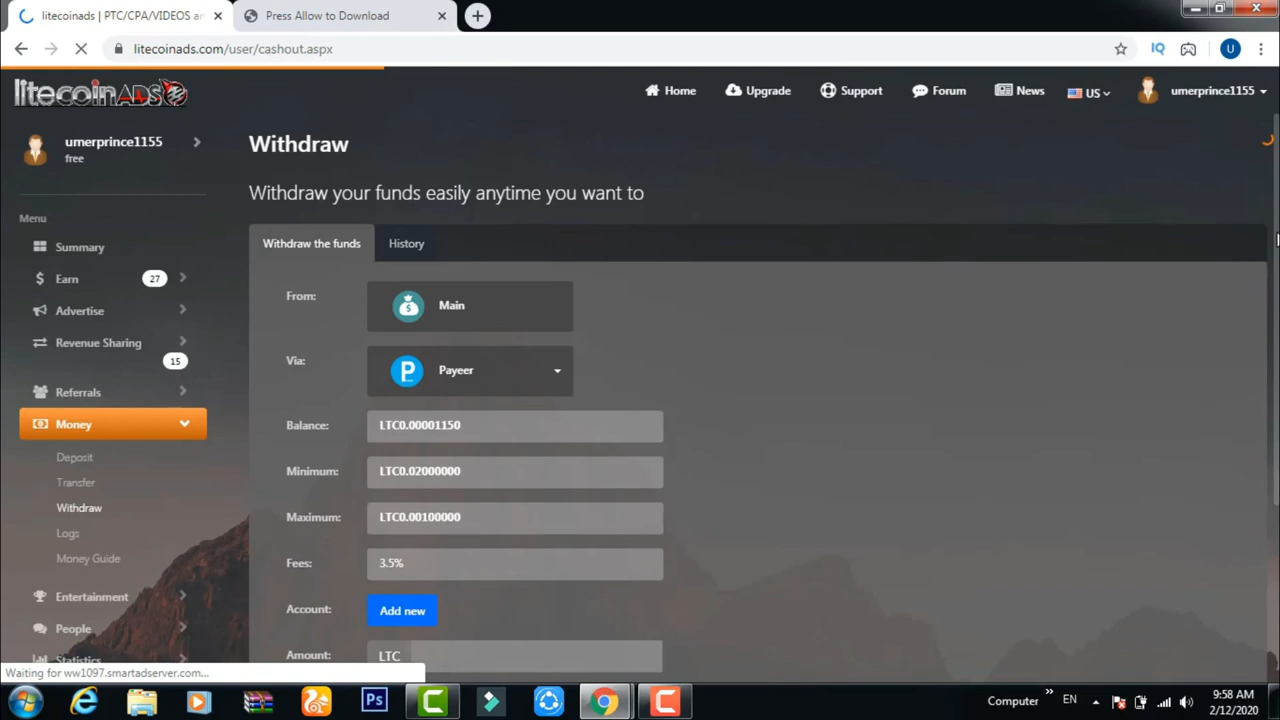 litecoinads | PTC/CPA/VIDEOS an
Press Allow to Download
litecoinads.com/user/cashout.aspx
IQ
U
litecoinADS
Home
Upgrade
Support
Forum
News
US
umerprince1155
umerprince1155
free
Menu
Summary
Earn 27
Advertise
Revenue Sharing
15
Referrals
Money
Deposit
Transfer
Withdraw
Logs
Money Guide
Entertainment
People
Statistics
Withdraw
Withdraw your funds easily anytime you want to
Withdraw the funds
History
From: Main
Via: Payeer
Balance: LTC0.00001150
Minimum: LTC0.02000000
Maximum: LTC0.00100000
Fees: 3.5%
Account: Add new
Amount: LTC
Waiting for ww1097.smartadserver.com...
Ps
Computer
EN
9:58 AM
2/12/2020